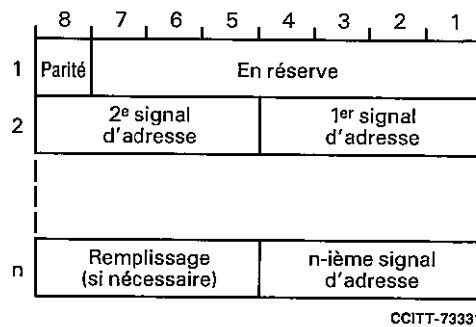 8 7 6 5 4 3 2 1
1 Parité En réserve
2 2e signal d'adresse 1er signal d'adresse
n Remplissage (si nécessaire) n-ième signal d'adresse
CCITT-7333